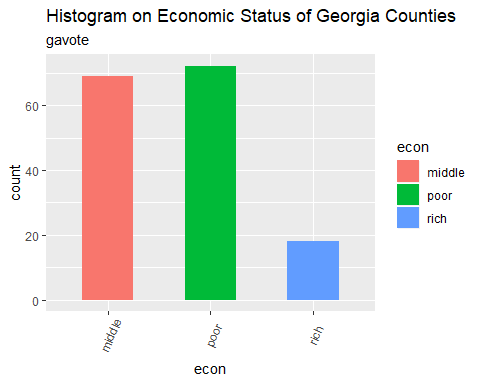 Histogram on Economic Status of Georgia Counties
gavote
60
40
20
0
count
middle
poor
rich
econ
econ
middle
poor
rich